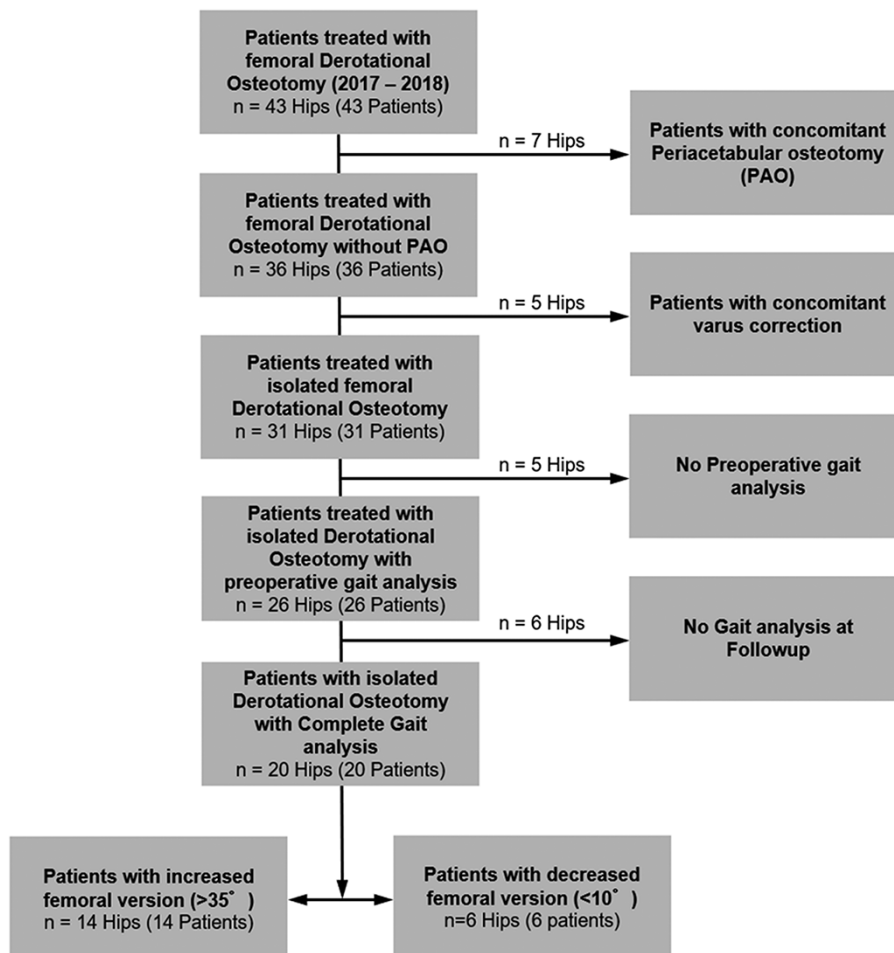 Patients treated with
femoral Derotational
Osteotomy (2017 – 2018)
n = 43 Hips (43 Patients)
n = 7 Hips
Patients with concomitant
Periacetabular osteotomy
(PAO)
Patients treated with
femoral Derotational
Osteotomy without PAO
n = 36 Hips (36 Patients)
n = 5 Hips
Patients with concomitant
varus correction
Patients treated with
isolated femoral
Derotational Osteotomy
n = 31 Hips (31 Patients)
n = 5 Hips
No Preoperative gait
analysis
Patients treated with
isolated Derotational
Osteotomy with
preoperative gait analysis
n = 26 Hips (26 Patients)
n = 6 Hips
No Gait analysis at
Followup
Patients with isolated
Derotational Osteotomy
with Complete Gait
analysis
n = 20 Hips (20 Patients)
Patients with increased
femoral version (>35° )
n = 14 Hips (14 Patients)
Patients with decreased
femoral version (<10° )
n=6 Hips (6 patients)